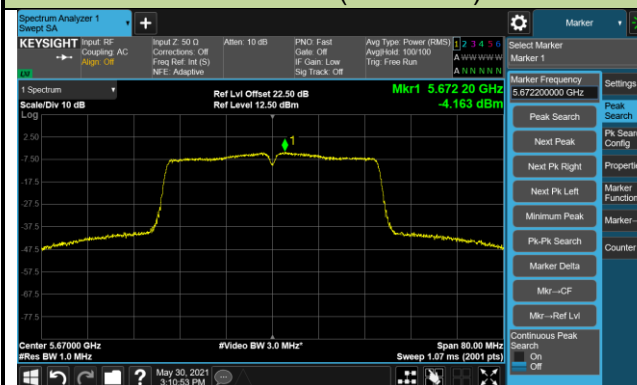 Spectrum Analyzer 1
Swept SA
+
Marker
KEYSIGHT
Input: RF
Coupling: AC
Align: Off
Input Z: 50 Ω
Corrections: Off
Freq Ref: Int (S)
NFE: Adaptive
Atten: 10 dB
PNO: Fast
Gate: Off
IF Gain: Low
Sig Track: Off
Avg Type: Power (RMS)
Avg|Hold: 100/100
Trig: Free Run
1 2 3 4 5 6
A W W W W W
A N N N N N
LXI
Select Marker
Marker 1
1 Spectrum
Scale/Div 10 dB
Log
Ref Lvl Offset 22.50 dB
Ref Level 12.50 dBm
Mkr1 5.672 20 GHz
-4.163 dBm
Marker Frequency
5.672200000 GHz
Settings
Peak Search
Next Peak
Next Pk Right
Next Pk Left
Minimum Peak
Pk-Pk Search
Marker Delta
Mkr→CF
Mkr→Ref Lvl
Continuous Peak
Search
On
Off
Peak
Search
Pk Search
Config
Properti
Marker
Function
Marker→
Counter
1
2.50
-7.50
-17.5
-27.5
-37.5
-47.5
-57.5
-67.5
-77.5
Center 5.67000 GHz
#Res BW 1.0 MHz
#Video BW 3.0 MHz*
Span 80.00 MHz
Sweep 1.07 ms (2001 pts)
?
May 30, 2021
3:10:53 PM